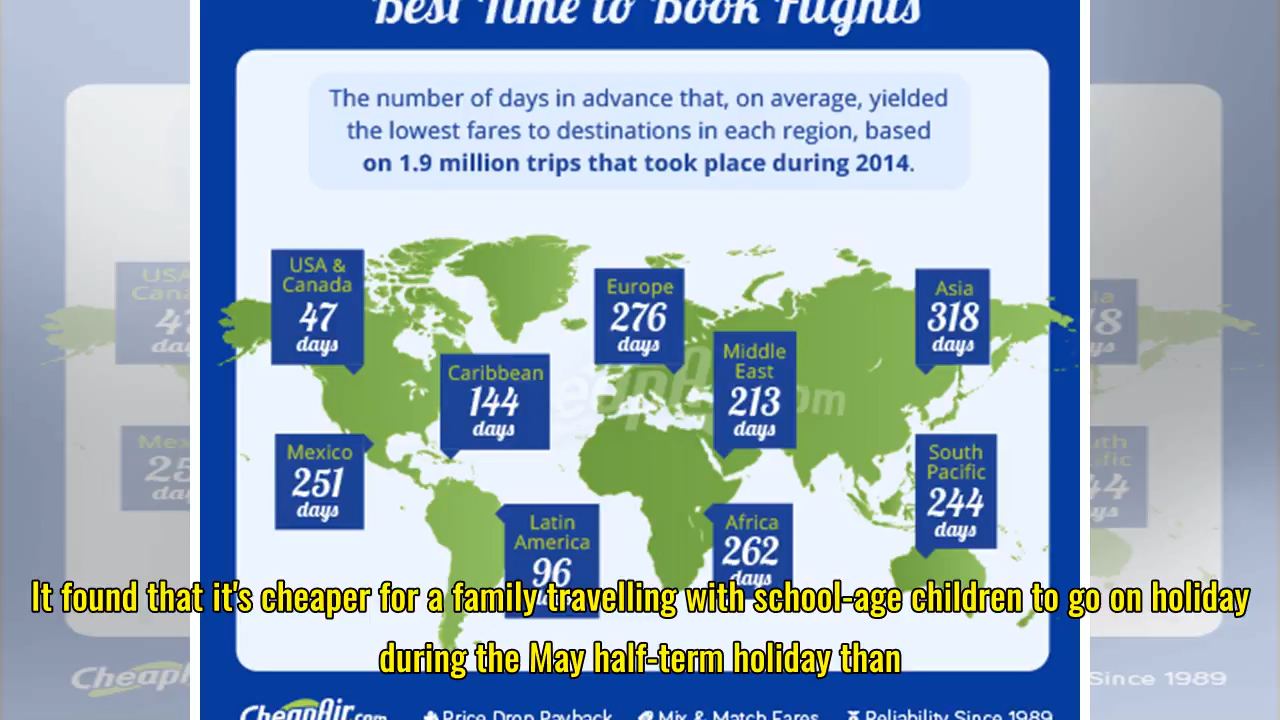 Best Time to Book Flights
The number of days in advance that, on average, yielded
the lowest fares to destinations in each region, based
on 1.9 million trips that took place during 2014.
USA &
Canada
47
days
Europe
276
days
Asia
318
days
Middle
East
213
days
Caribbean
144
days
Mexico
251
days
South
Pacific
244
days
Latin
America
96
Africa
262
days
It found that it's cheaper for a family travelling with school-age children to go on holiday
during the May half-term holiday than
CheapAir.com
Price Drop Payback
Mix & Match Fares
Reliability Since 1989
Since 1989